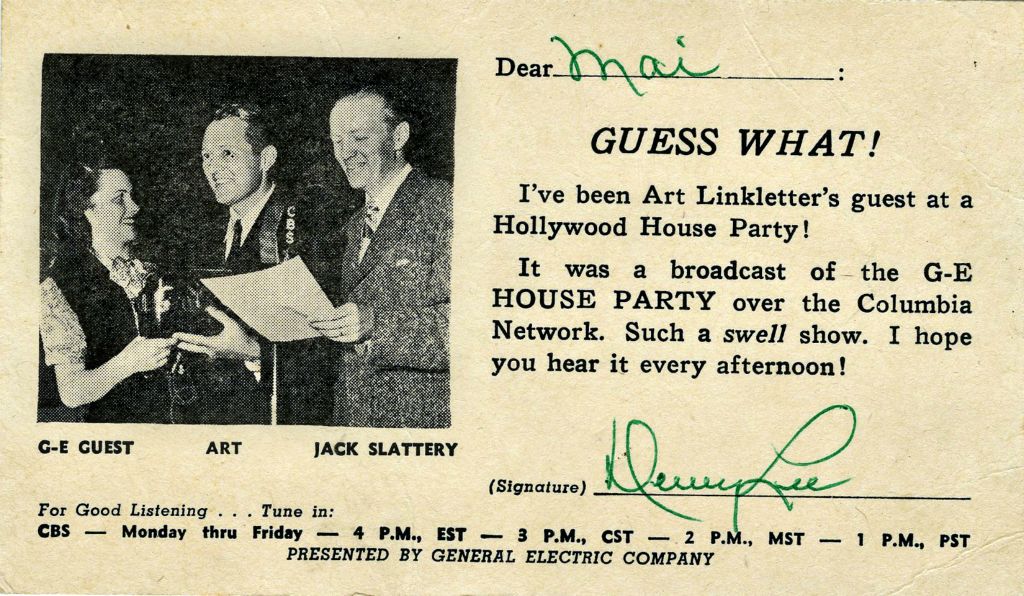 CBS
G-E GUEST ART JACK SLATTERY
Dear Mai :
GUESS WHAT!
I've been Art Linkletter's guest at a
Hollywood House Party!
It was a broadcast of the G-E
HOUSE PARTY over the Columbia
Network. Such a swell show. I hope
you hear it every afternoon!
(Signature) Denny Lee
For Good Listening . . . Tune in:
CBS — Monday thru Friday — 4 P.M., EST — 3 P.M., CST — 2 P.M., MST — 1 P.M., PST
PRESENTED BY GENERAL ELECTRIC COMPANY